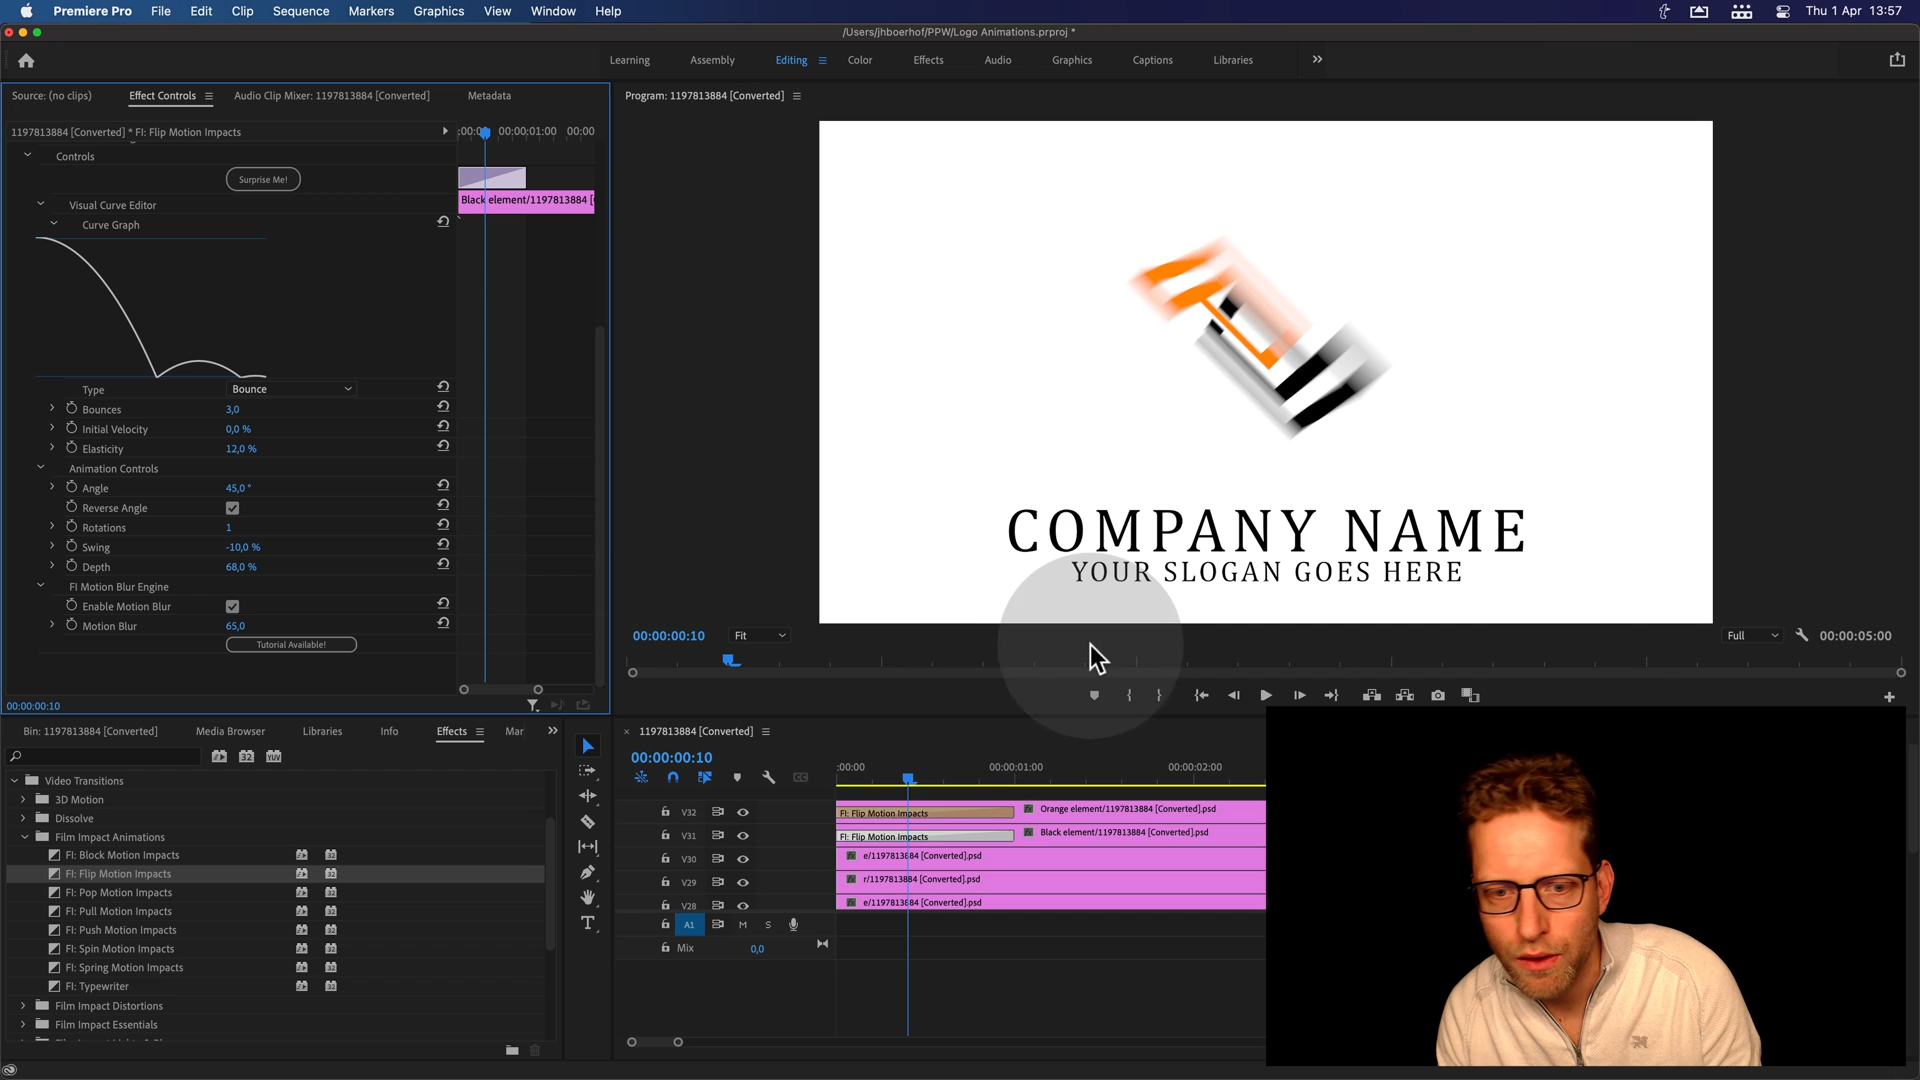 Premiere Pro File Edit Clip Sequence Markers Graphics View Window Help Thu 1 Apr 13:57
/Users/jhboerhof/PPW/Logo Animations.prproj *
Learning Assembly Editing Color Effects Audio Graphics Captions Libraries
Source: (no clips) Effect Controls Audio Clip Mixer: 1197813884 [Converted] Metadata
Program: 1197813884 [Converted]
1197813884 [Converted] * FI: Flip Motion Impacts
00;00;01:00 00:00
Controls
Surprise Me!
Black element/1197813884 [
Visual Curve Editor
Curve Graph
Type Bounce
Bounces 3,0
Initial Velocity 0,0 %
Elasticity 12,0 %
Animation Controls
Angle 45,0 °
Reverse Angle
Rotations 1
Swing -10,0 %
Depth 68,0 %
FI Motion Blur Engine
Enable Motion Blur
Motion Blur 65,0
Tutorial Available!
00:00:00:10
COMPANY NAME
YOUR SLOGAN GOES HERE
00:00:00:10 Fit Full 00:00:05:00
Bin: 1197813884 [Converted] Media Browser Libraries Info Effects Mar
Video Transitions
3D Motion
Dissolve
Film Impact Animations
FI: Block Motion Impacts
FI: Flip Motion Impacts
FI: Pop Motion Impacts
FI: Pull Motion Impacts
FI: Push Motion Impacts
FI: Spin Motion Impacts
FI: Spring Motion Impacts
FI: Typewriter
Film Impact Distortions
Film Impact Essentials
1197813884 [Converted]
00:00:00:10
:00:00 00:00:01:00 00:00:02:00
V32 FI: Flip Motion Impacts Orange element/1197813884 [Converted].psd
V31 FI: Flip Motion Impacts Black element/1197813884 [Converted].psd
V30 e/1197813884 [Converted].psd
V29 r/1197813884 [Converted].psd
V28 e/1197813884 [Converted].psd
A1 M S
Mix 0,0